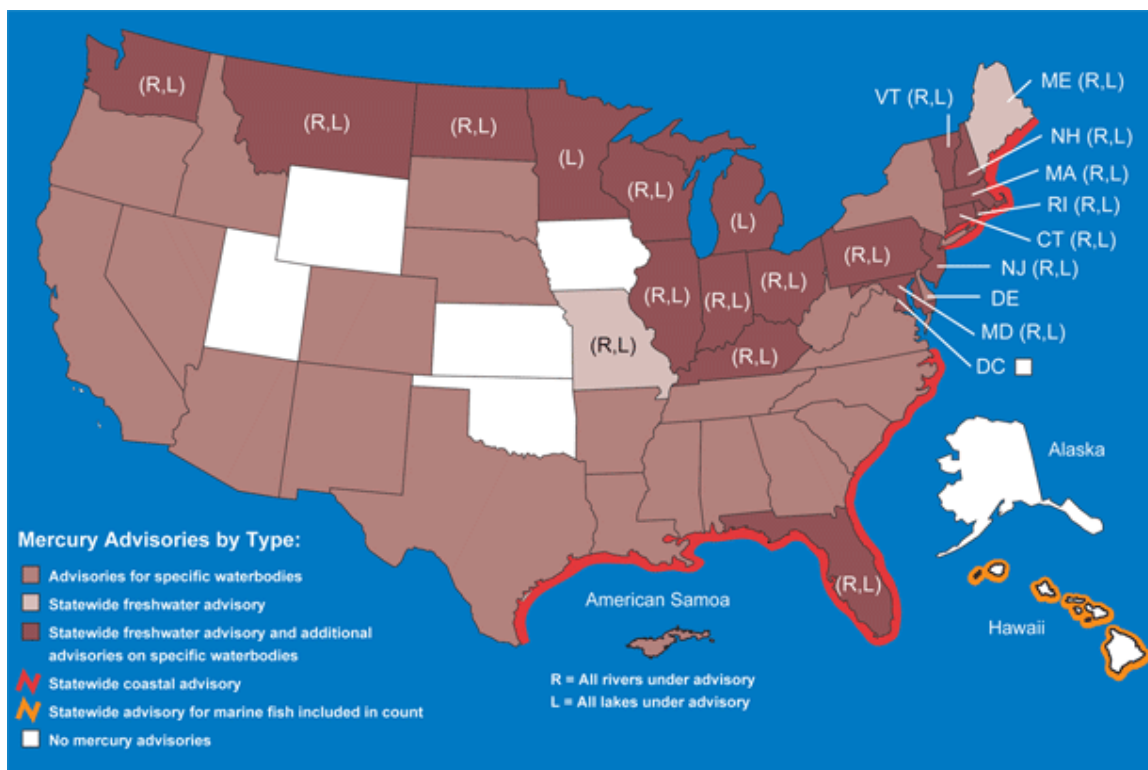 (R,L)
(R,L)
(R,L)
(L)
(R,L)
(L)
(R,L)
(R,L)
(R,L)
(R,L)
(R,L)
(R,L)
(R,L)
VT (R,L)
ME (R,L)
NH (R,L)
MA (R,L)
RI (R,L)
CT (R,L)
NJ (R,L)
DE
MD (R,L)
DC
Alaska
Hawaii
American Samoa
R = All rivers under advisory
L = All lakes under advisory
Mercury Advisories by Type:
Advisories for specific waterbodies
Statewide freshwater advisory
Statewide freshwater advisory and additional
advisories on specific waterbodies
Statewide coastal advisory
Statewide advisory for marine fish included in count
No mercury advisories